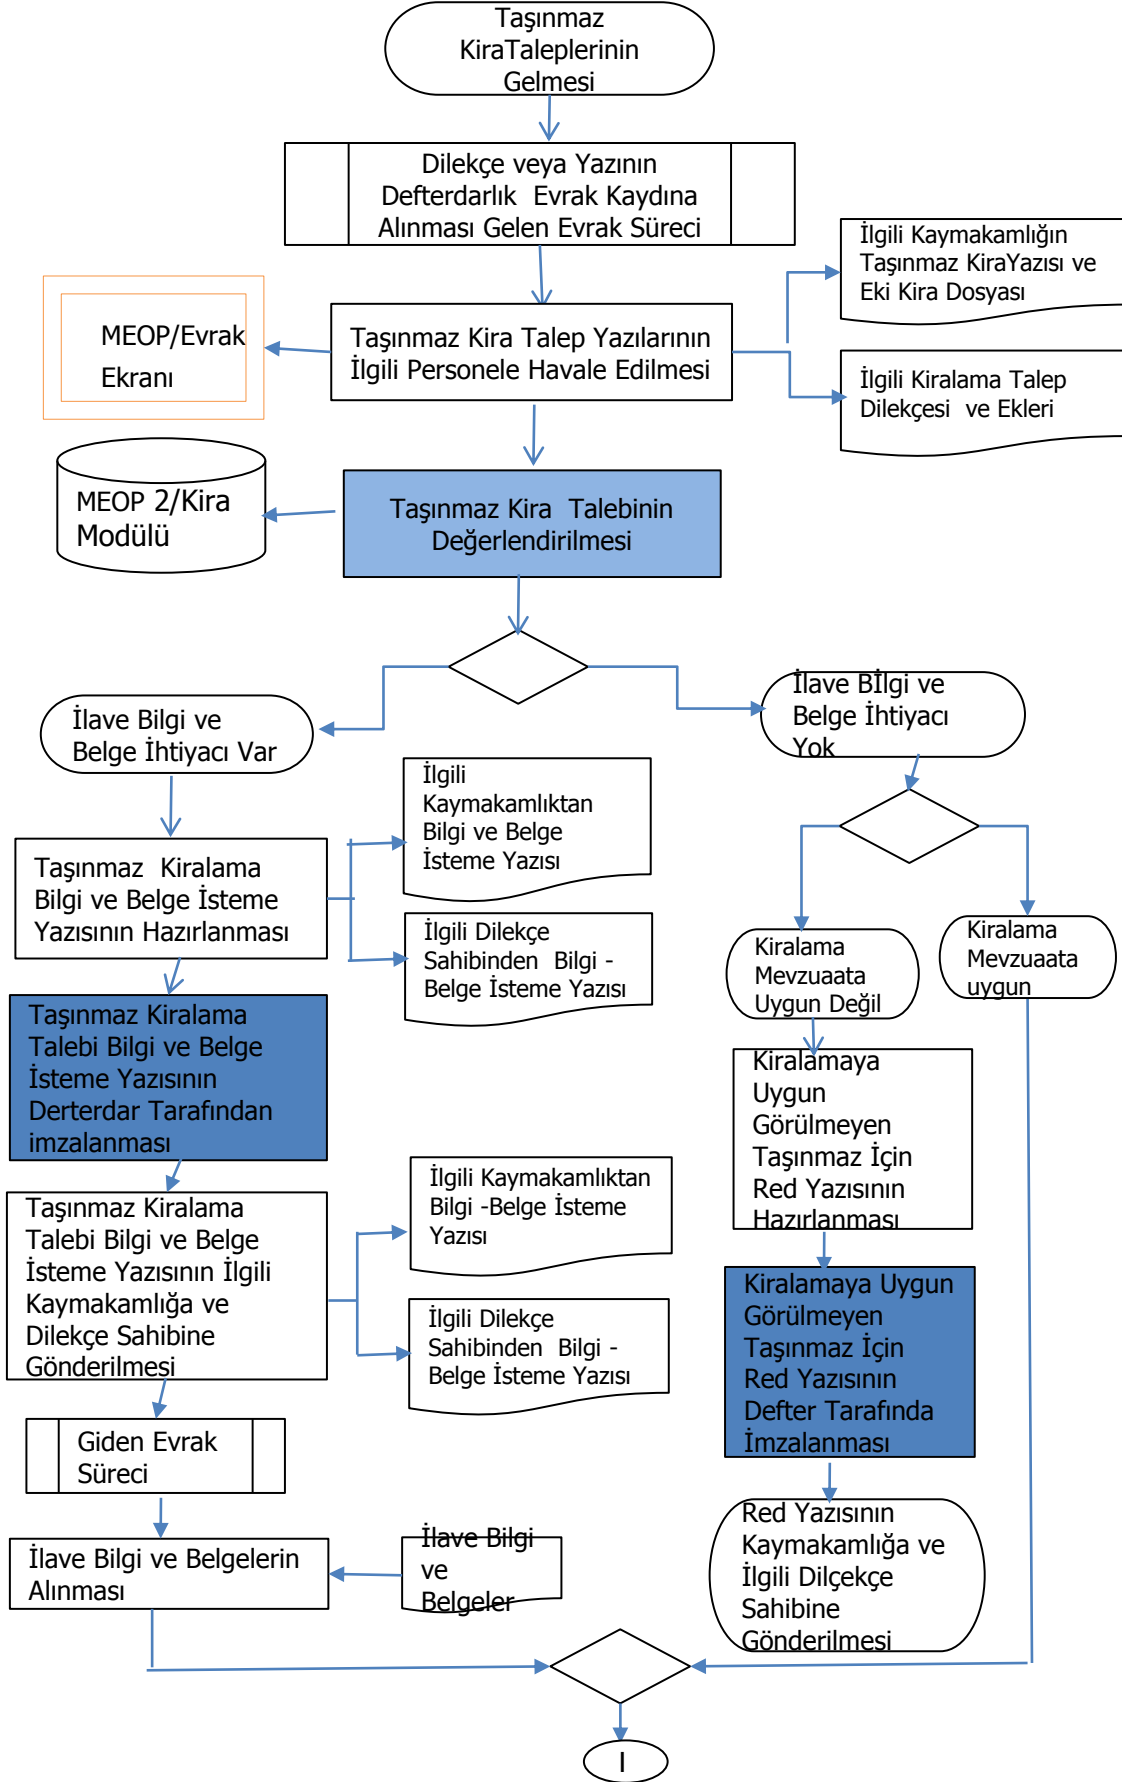 Taşınmaz
KiraTaleplerinin
Gelmesi
Dilekçe veya Yazının
Defterdarlık Evrak Kaydına
Alınması Gelen Evrak Süreci
İlgili Kaymakamlığın
Taşınmaz KiraYazısı ve
Eki Kira Dosyası
MEOP/Evrak
Ekranı
Taşınmaz Kira Talep Yazılarının
İlgili Personele Havale Edilmesi
İlgili Kiralama Talep
Dilekçesi ve Ekleri
MEOP 2/Kira
Modülü
Taşınmaz Kira Talebinin
Değerlendirilmesi
İlave Bilgi ve
Belge İhtiyacı Var
İlave Bİlgi ve
Belge İhtiyacı
Yok
İlgili
Kaymakamlıktan
Bilgi ve Belge
İsteme Yazısı
Taşınmaz Kiralama
Bilgi ve Belge İsteme
Yazısının Hazırlanması
İlgili Dilekçe
Sahibinden Bilgi -
Belge İsteme Yazısı
Kiralama
Mevzuaata
Uygun Değil
Kiralama
Mevzuaata
uygun
Taşınmaz Kiralama
Talebi Bilgi ve Belge
İsteme Yazısının
Derterdar Tarafından
imzalanması
Kiralamaya
Uygun
Görülmeyen
Taşınmaz İçin
Red Yazısının
Hazırlanması
Taşınmaz Kiralama
Talebi Bilgi ve Belge
İsteme Yazısının İlgili
Kaymakamlığa ve
Dilekçe Sahibine
Gönderilmesi
İlgili Kaymakamlıktan
Bilgi -Belge İsteme
Yazısı
İlgili Dilekçe
Sahibinden Bilgi -
Belge İsteme Yazısı
Kiralamaya Uygun
Görülmeyen
Taşınmaz İçin
Red Yazısının
Defter Tarafında
İmzalanması
Giden Evrak
Süreci
İlave Bilgi ve Belgelerin
Alınması
İlave Bilgi
ve
Belgeler
Red Yazısının
Kaymakamlığa ve
İlgili Dilçekçe
Sahibine
Gönderilmesi
I